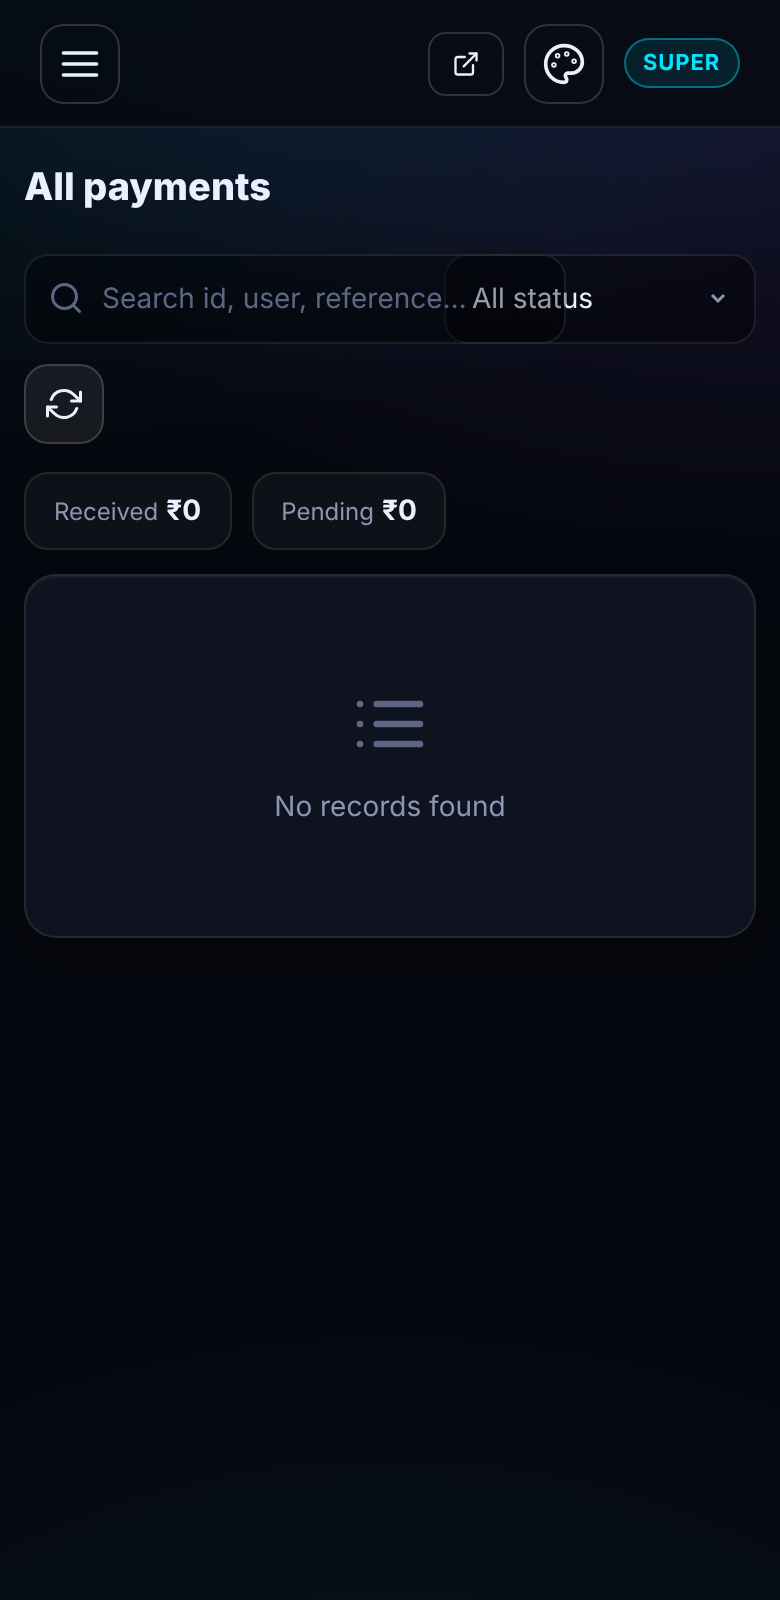 SUPER
All payments
Search id, user, reference... All status
Received ₹0 Pending ₹0
No records found